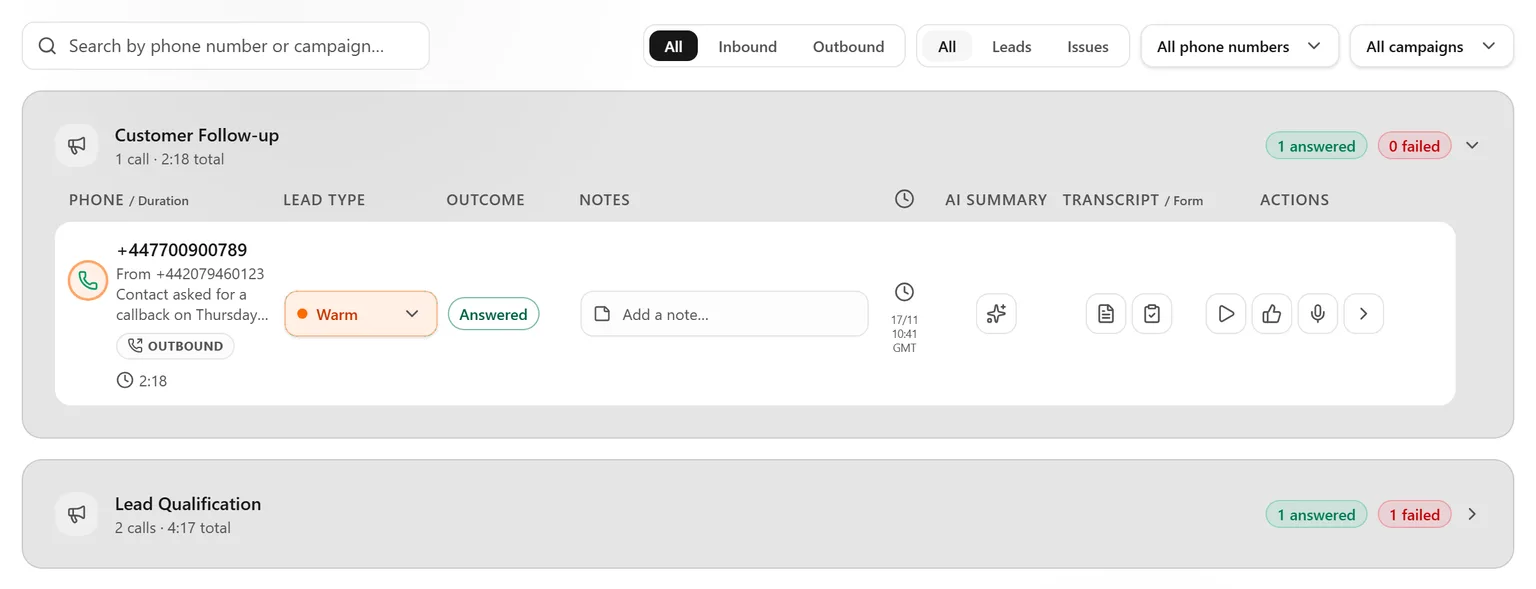 Search by phone number or campaign...
All Inbound Outbound
All Leads Issues
All phone numbers
All campaigns
Customer Follow-up
1 call · 2:18 total
1 answered
0 failed
PHONE / Duration LEAD TYPE OUTCOME NOTES AI SUMMARY TRANSCRIPT / Form ACTIONS
+447700900789
From +442079460123
Contact asked for a
callback on Thursday...
OUTBOUND
2:18
Warm
Answered
Add a note...
17/11
10:41
GMT
Lead Qualification
2 calls · 4:17 total
1 answered
1 failed